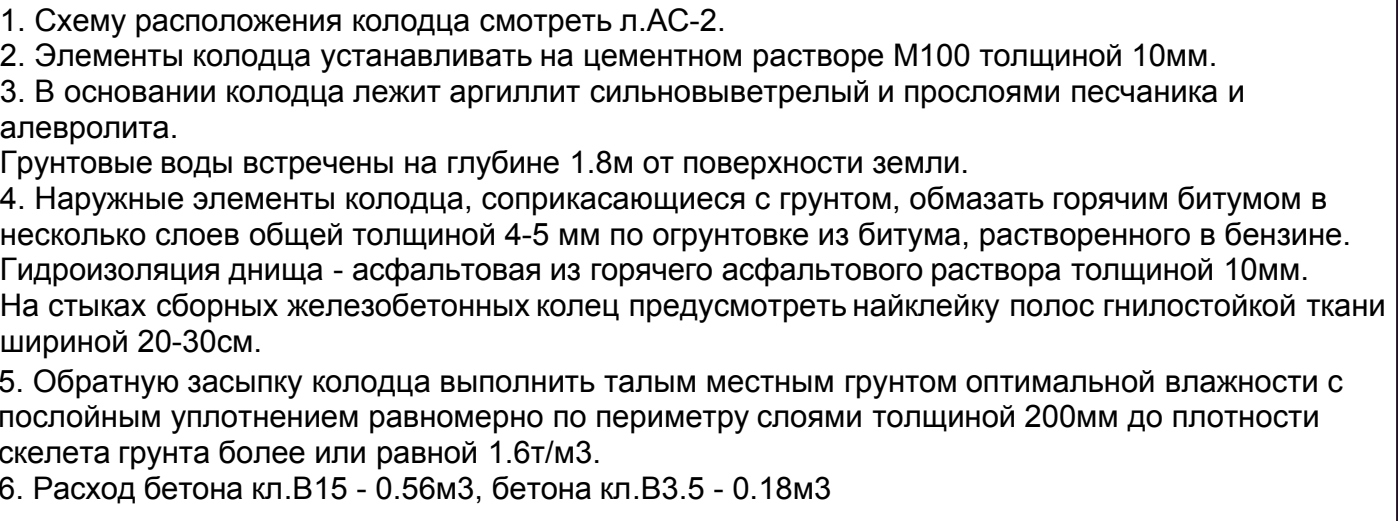 1. Схему расположения колодца смотреть л.АС-2.
2. Элементы колодца устанавливать на цементном растворе М100 толщиной 10мм.
3. В основании колодца лежит аргиллит сильновыветрелый и прослоями песчаника и
алевролита.
Грунтовые воды встречены на глубине 1.8м от поверхности земли.
4. Наружные элементы колодца, соприкасающиеся с грунтом, обмазать горячим битумом в
несколько слоев общей толщиной 4-5 мм по огрунтовке из битума, растворенного в бензине.
Гидроизоляция днища - асфальтовая из горячего асфальтового раствора толщиной 10мм.
На стыках сборных железобетонных колец предусмотреть найклейку полос гнилостойкой ткани
шириной 20-30см.
5. Обратную засыпку колодца выполнить талым местным грунтом оптимальной влажности с
послойным уплотнением равномерно по периметру слоями толщиной 200мм до плотности
скелета грунта более или равной 1.6т/м3.
6. Расход бетона кл.В15 - 0.56м3, бетона кл.В3.5 - 0.18м3